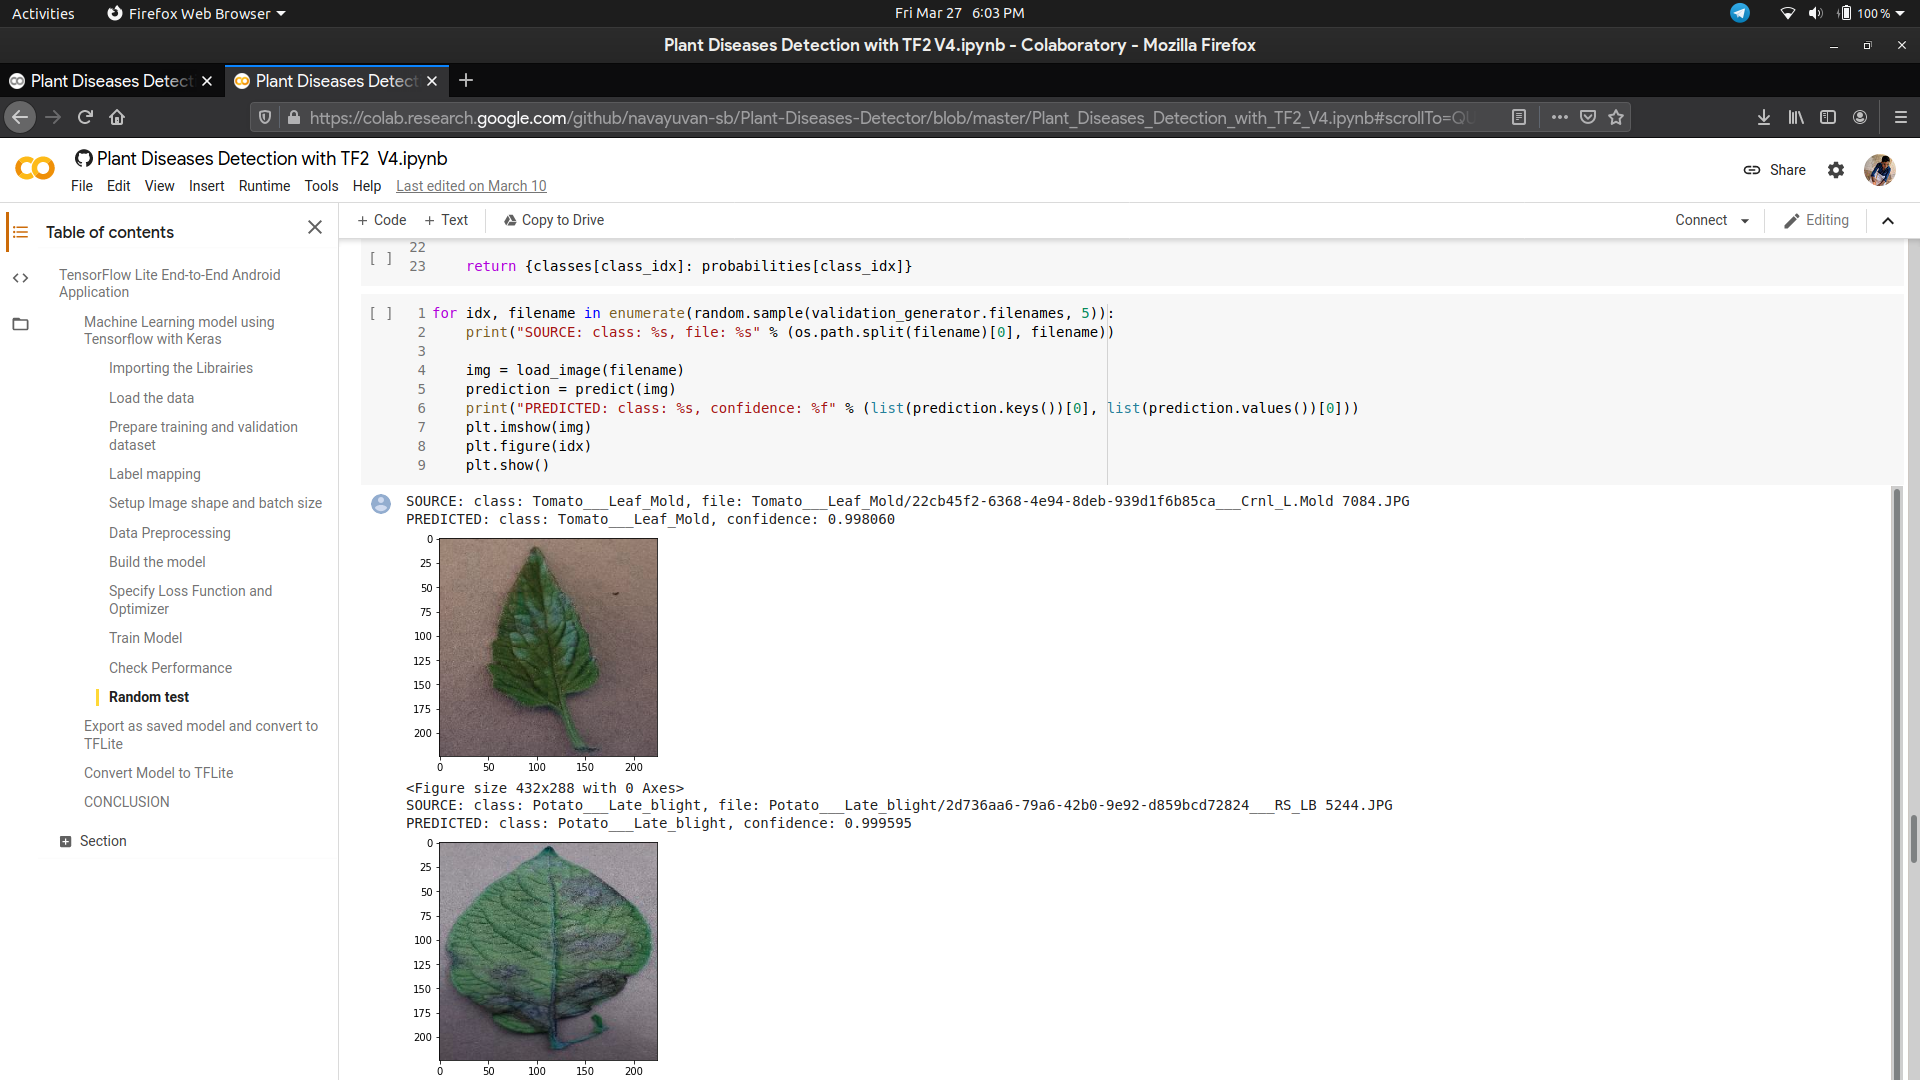 Activities
Firefox Web Browser
Fri Mar 27 6:03 PM
100 %
Plant Diseases Detection with TF2 V4.ipynb - Colaboratory - Mozilla Firefox
Plant Diseases Detect
Plant Diseases Detect
https://colab.research.google.com/github/navayuvan-sb/Plant-Diseases-Detector/blob/master/Plant_Diseases_Detection_with_TF2_V4.ipynb#scrollTo=QU
Plant Diseases Detection with TF2 V4.ipynb
File Edit View Insert Runtime Tools Help Last edited on March 10
Share
Table of contents
TensorFlow Lite End-to-End Android
Application
Machine Learning model using
Tensorflow with Keras
Importing the Librairies
Load the data
Prepare training and validation
dataset
Label mapping
Setup Image shape and batch size
Data Preprocessing
Build the model
Specify Loss Function and
Optimizer
Train Model
Check Performance
Random test
Export as saved model and convert to
TFLite
Convert Model to TFLite
CONCLUSION
Section
+ Code + Text Copy to Drive
Connect
Editing
[ ]
22
23 return {classes[class_idx]: probabilities[class_idx]}
[ ]
1 for idx, filename in enumerate(random.sample(validation_generator.filenames, 5)):
2 print("SOURCE: class: %s, file: %s" % (os.path.split(filename)[0], filename))
3
4 img = load_image(filename)
5 prediction = predict(img)
6 print("PREDICTED: class: %s, confidence: %f" % (list(prediction.keys())[0], list(prediction.values())[0]))
7 plt.imshow(img)
8 plt.figure(idx)
9 plt.show()
SOURCE: class: Tomato___Leaf_Mold, file: Tomato___Leaf_Mold/22cb45f2-6368-4e94-8deb-939d1f6b85ca___Crnl_L.Mold 7084.JPG
PREDICTED: class: Tomato___Leaf_Mold, confidence: 0.998060
0
25
50
75
100
125
150
175
200
0 50 100 150 200
<Figure size 432x288 with 0 Axes>
SOURCE: class: Potato___Late_blight, file: Potato___Late_blight/2d736aa6-79a6-42b0-9e92-d859bcd72824___RS_LB 5244.JPG
PREDICTED: class: Potato___Late_blight, confidence: 0.999595
0
25
50
75
100
125
150
175
200
0 50 100 150 200